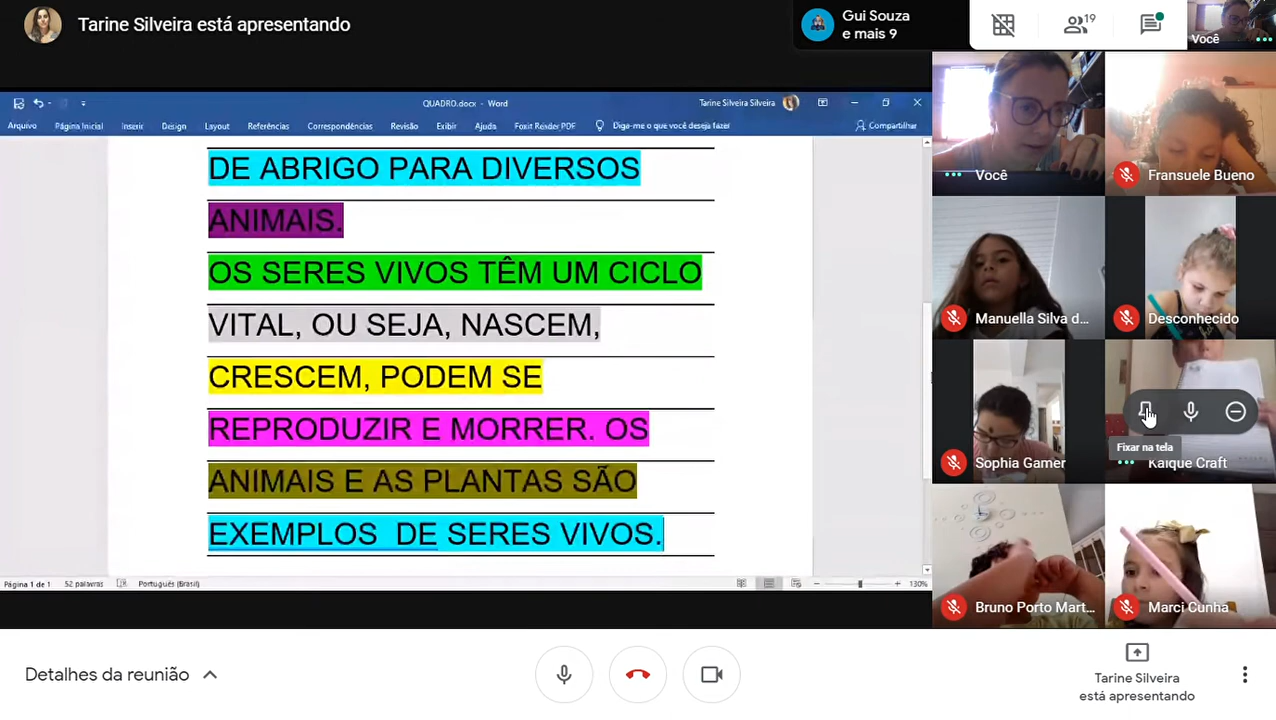 Tarine Silveira está apresentando
Gui Souza
e mais 9
19
Você
QUADRO.docx - Word
Tarine Silveira Silveira
Arquivo Página Inicial Inserir Design Layout Referências Correspondências Revisão Exibir Ajuda Foxit Reader PDF Diga-me o que você deseja fazer Compartilhar
DE ABRIGO PARA DIVERSOS
ANIMAIS.
OS SERES VIVOS TÊM UM CICLO
VITAL, OU SEJA, NASCEM,
CRESCEM, PODEM SE
REPRODUZIR E MORRER. OS
ANIMAIS E AS PLANTAS SÃO
EXEMPLOS DE SERES VIVOS.
Página 1 de 1 52 palavras Português (Brasil) 130%
Você
Fransuele Bueno
Manuella Silva d...
Desconhecido
Fixar na tela
Sophia Gamer
Kaique Craft
Bruno Porto Mart...
Marci Cunha
Detalhes da reunião
Tarine Silveira
está apresentando